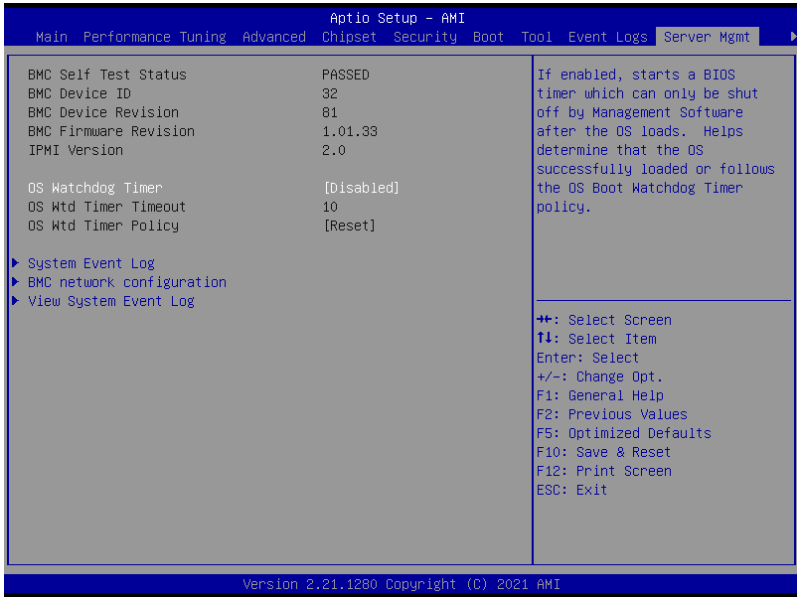 Aptio Setup – AMI
Main Performance Tuning Advanced Chipset Security Boot Tool Event Logs Server Mgmt
BMC Self Test Status PASSED
BMC Device ID 32
BMC Device Revision 81
BMC Firmware Revision 1.01.33
IPMI Version 2.0
OS Watchdog Timer [Disabled]
OS Wtd Timer Timeout 10
OS Wtd Timer Policy [Reset]
System Event Log
BMC network configuration
View System Event Log
If enabled, starts a BIOS
timer which can only be shut
off by Management Software
after the OS loads. Helps
determine that the OS
successfully loaded or follows
the OS Boot Watchdog Timer
policy.
→←: Select Screen
↑↓: Select Item
Enter: Select
+/-: Change Opt.
F1: General Help
F2: Previous Values
F5: Optimized Defaults
F10: Save & Reset
F12: Print Screen
ESC: Exit
Version 2.21.1280 Copyright (C) 2021 AMI